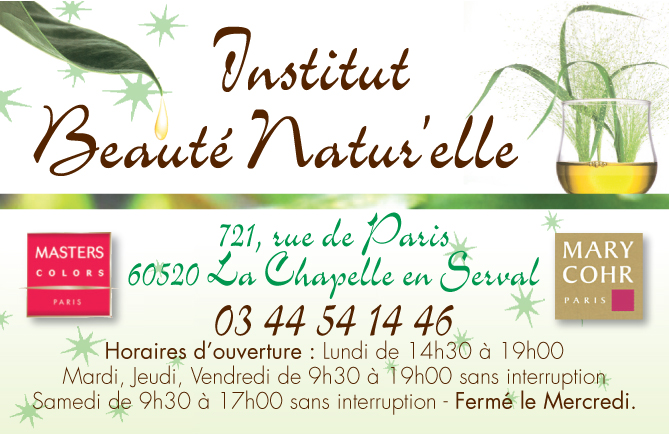 Institut
Beauté Natur'elle
721, rue de Paris
60520 La Chapelle en Serval
MASTERS
COLORS
PARIS
MARY
COHR
PARIS
03 44 54 14 46
Horaires d'ouverture : Lundi de 14h30 à 19h00
Mardi, Jeudi, Vendredi de 9h30 à 19h00 sans interruption
Samedi de 9h30 à 17h00 sans interruption - Fermé le Mercredi.